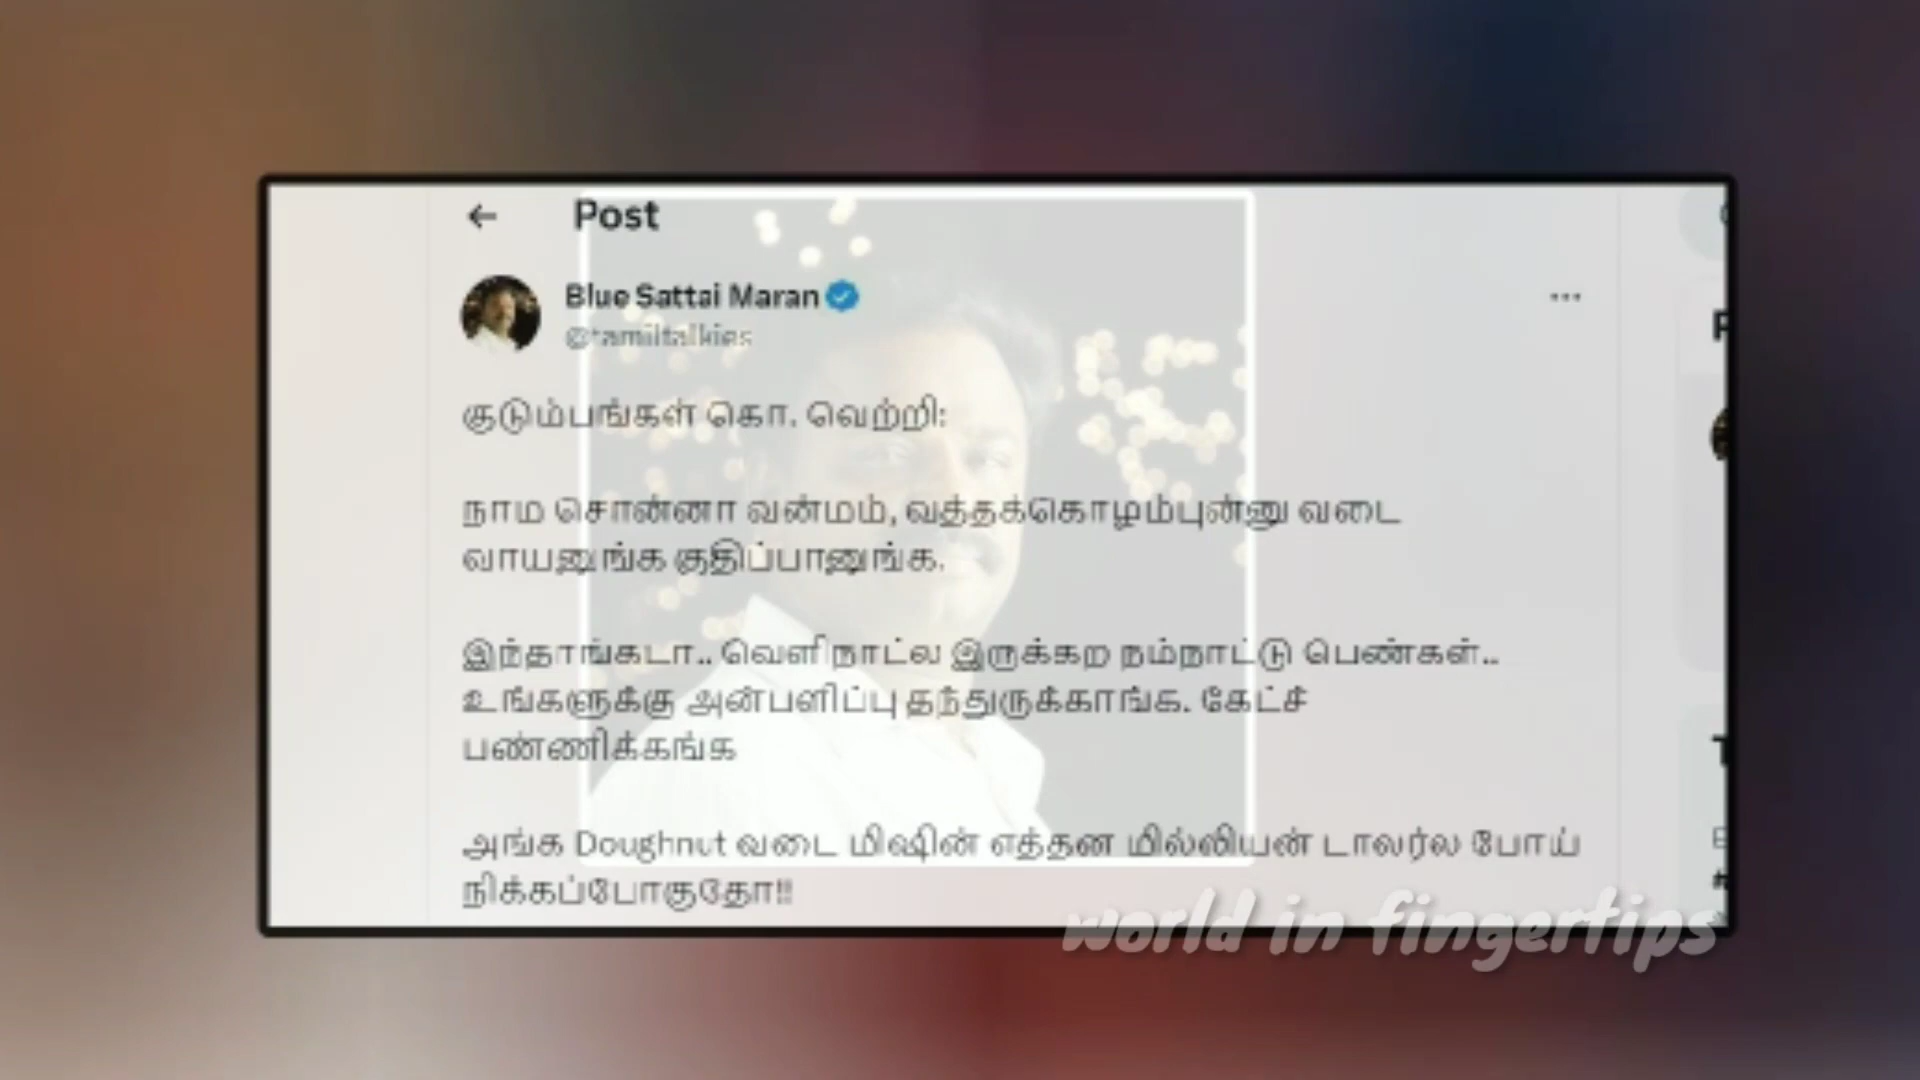 Post
Blue Sattai Maran
@tamiltalkies
குடும்பங்கள் கொ. வெற்றி:
நாம சொன்னா வன்மம், வத்தக்கொழம்புன்னு வடை
வாயனுங்க குதிப்பானுங்க.
இந்தாங்கடா.. வெளிநாட்ல இருக்கற நம்நாட்டு பெண்கள்..
உங்களுக்கு அன்பளிப்பு தந்துருக்காங்க. கேட்ச்
பண்ணிக்கங்க
அங்க Doughnut வடை மிஷின் எத்தன மில்லியன் டாலர்ல போய்
நிக்கப்போகுதோ!!
world in fingertips